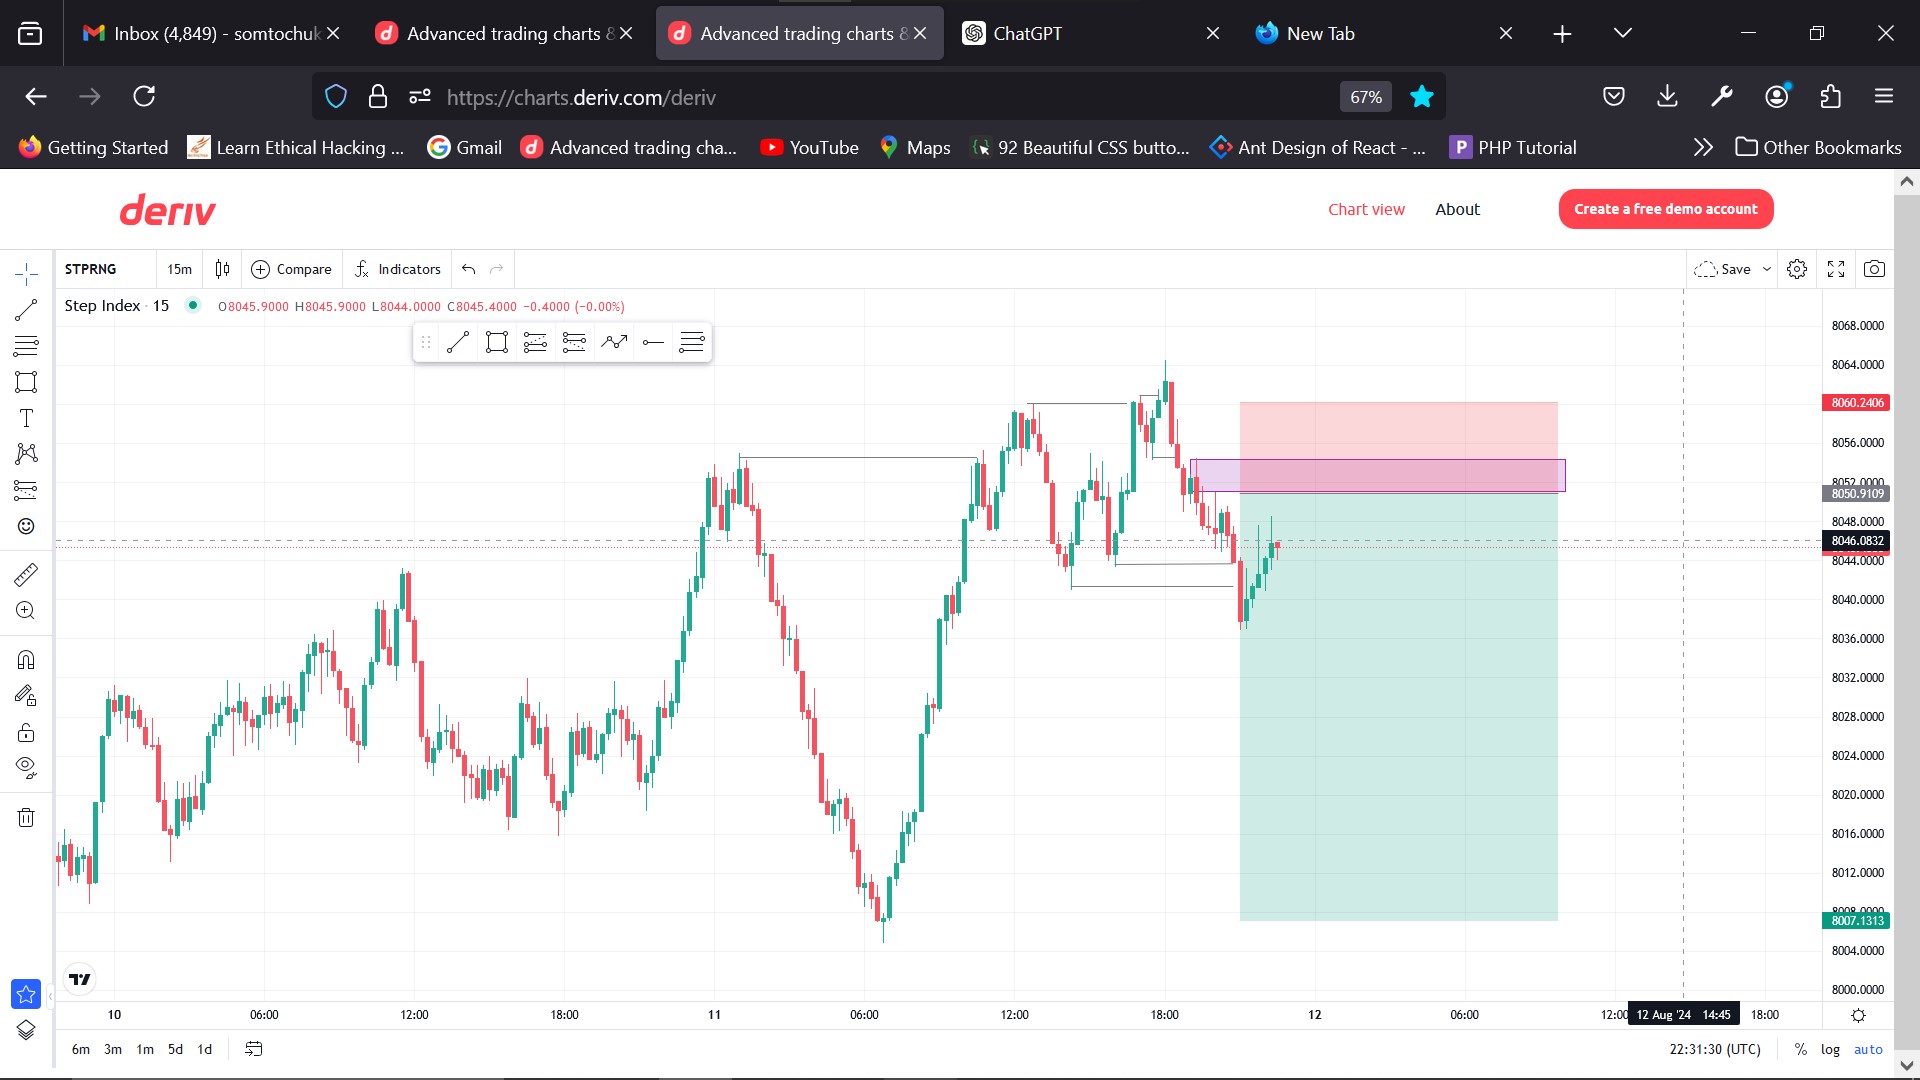 Inbox (4,849) - somtochuk
Advanced trading charts &
Advanced trading charts &
ChatGPT
New Tab
https://charts.deriv.com/deriv
67%
Getting Started
Learn Ethical Hacking ...
Gmail
Advanced trading cha...
YouTube
Maps
92 Beautiful CSS butto...
Ant Design of React - ...
PHP Tutorial
Other Bookmarks
deriv
Chart view
About
Create a free demo account
STPRNG
15m
Compare
Indicators
Save
Step Index · 15
O8045.9000 H8045.9000 L8044.0000 C8045.4000 −0.4000 (−0.00%)
8068.0000
8064.0000
8060.2406
8056.0000
8052.0000
8050.9109
8048.0000
8046.0832
8044.0000
8040.0000
8036.0000
8032.0000
8028.0000
8024.0000
8020.0000
8016.0000
8012.0000
8008.0000
8007.1313
8004.0000
8000.0000
10
06:00
12:00
18:00
11
06:00
12:00
18:00
12
06:00
12:00
12 Aug '24 14:45
18:00
6m 3m 1m 5d 1d
22:31:30 (UTC)
%
log
auto